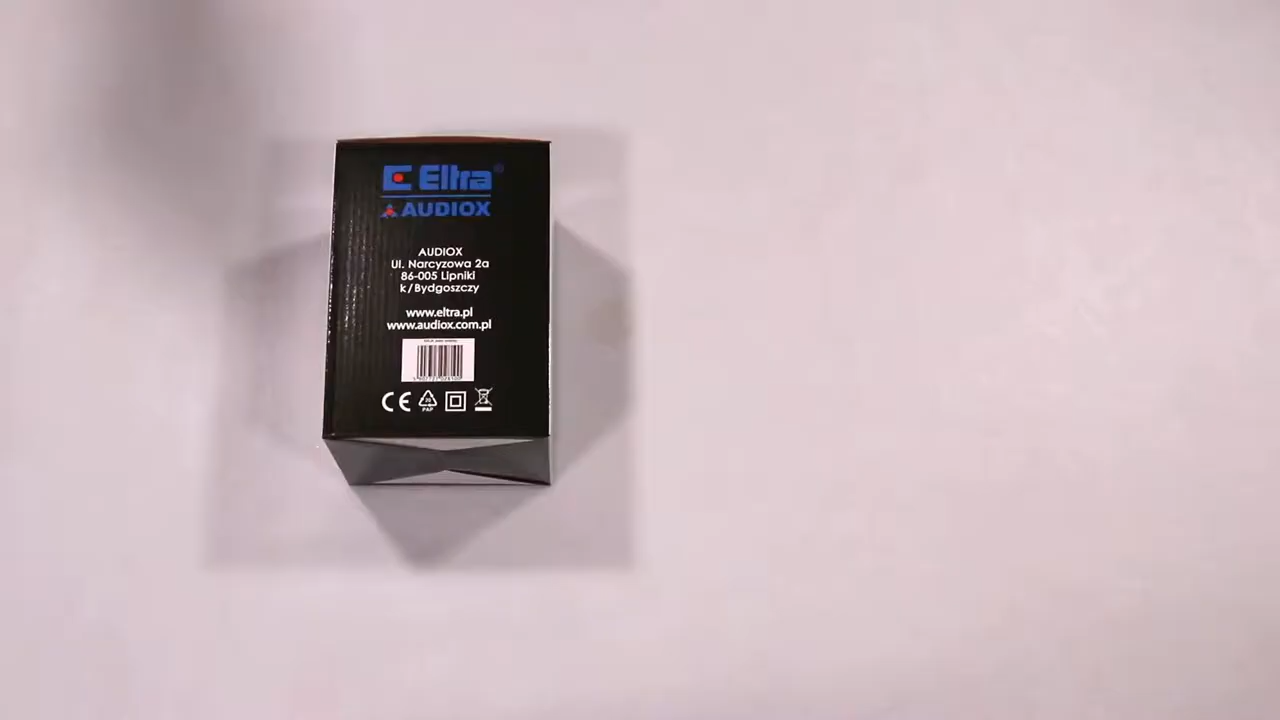 Eltra®
AUDIOX
AUDIOX
Ul. Narcyzowa 2a
86-005 Lipniki
k/Bydgoszczy
www.eltra.pl
www.audiox.com.pl
CE
PAP